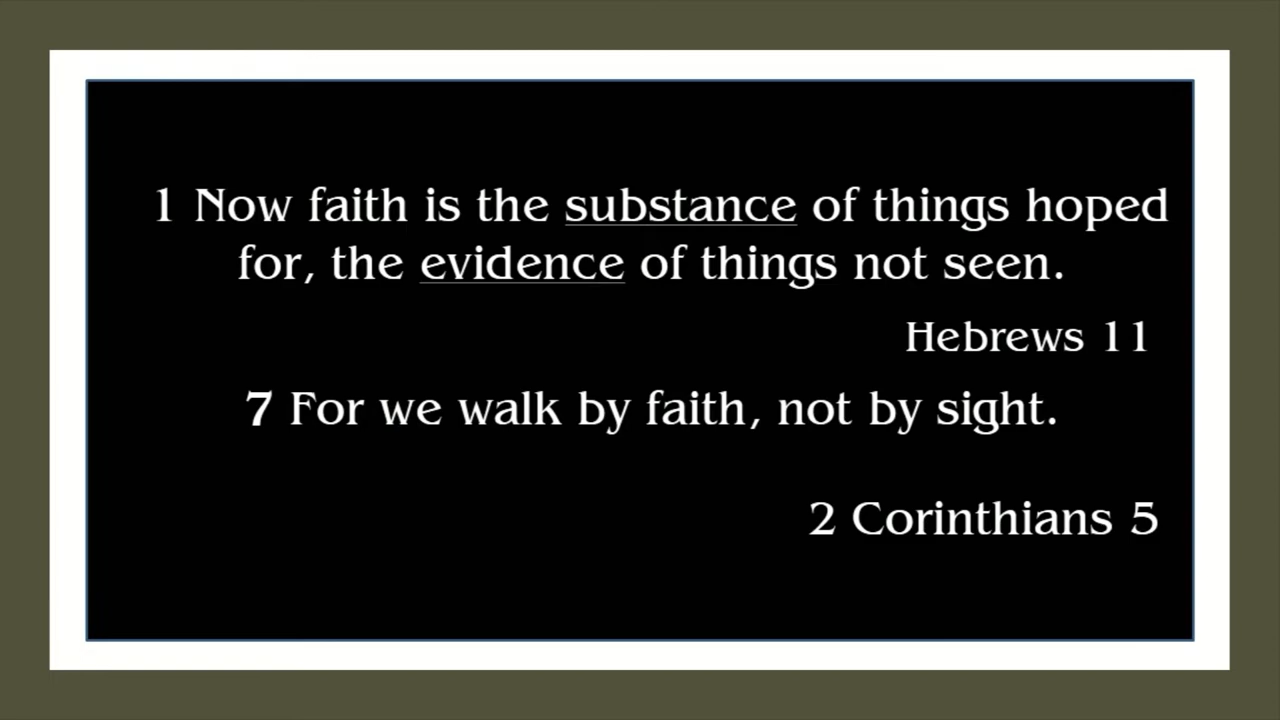 1 Now faith is the substance of things hoped
for, the evidence of things not seen.
Hebrews 11
7 For we walk by faith, not by sight.
2 Corinthians 5